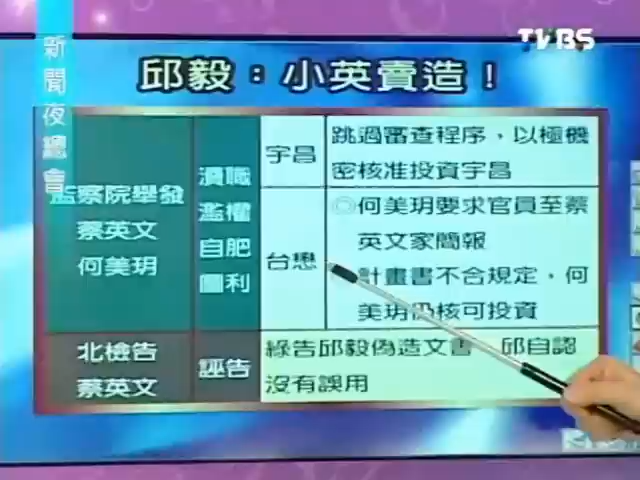 TVBS
新聞夜總會
邱毅：小英賣造！
監察院舉發
蔡英文
何美玥
瀆職
濫權
自肥
圖利
宇昌
跳過審查程序，以極機
密核准投資宇昌
台懋
◎何美玥要求官員至蔡
英文家簡報
計畫書不合規定，何
美玥仍核可投資
北檢告
蔡英文
誣告
綠告邱毅偽造文書 邱自認
沒有誤用